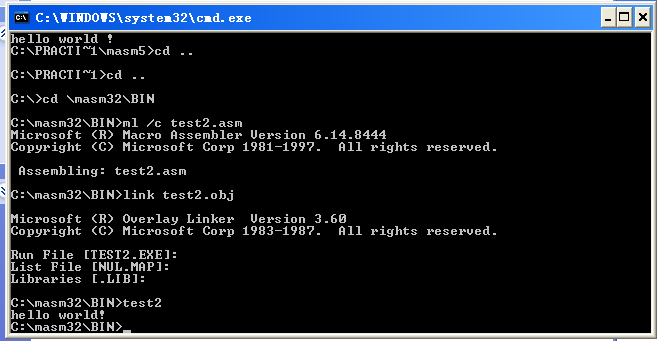 C:\WINDOWS\system32\cmd.exe
hello world !
C:\PRACTI~1\masm5>cd ..
C:\PRACTI~1>cd ..
C:\>cd \masm32\BIN
C:\masm32\BIN>ml /c test2.asm
Microsoft (R) Macro Assembler Version 6.14.8444
Copyright (C) Microsoft Corp 1981-1997.  All rights reserved.
Assembling: test2.asm
C:\masm32\BIN>link test2.obj
Microsoft (R) Overlay Linker  Version 3.60
Copyright (C) Microsoft Corp 1983-1987.  All rights reserved.
Run File [TEST2.EXE]:
List File [NUL.MAP]:
Libraries [.LIB]:
C:\masm32\BIN>test2
hello world!
C:\masm32\BIN>_